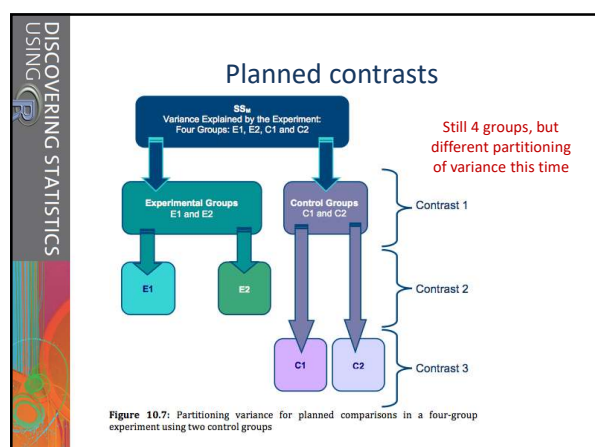 DISCOVERING STATISTICS
USING R
Planned contrasts
SS_M
Variance Explained by the Experiment:
Four Groups: E1, E2, C1 and C2
Still 4 groups, but
different partitioning
of variance this time
Experimental Groups
E1 and E2
Control Groups
C1 and C2
Contrast 1
E1
E2
Contrast 2
C1
C2
Contrast 3
Figure 10.7: Partitioning variance for planned comparisons in a four-group
experiment using two control groups